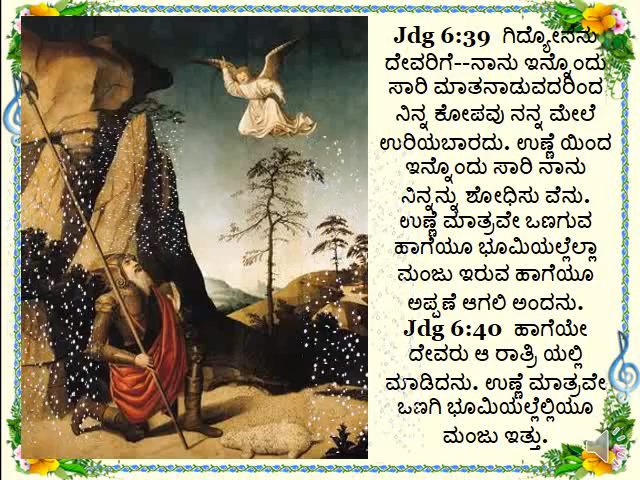 Jdg 6:39 ಗಿದ್ಯೋನನು
ದೇವರಿಗೆ--ನಾನು ಇನ್ನೊಂದು
ಸಾರಿ ಮಾತನಾಡುವದರಿಂದ
ನಿನ್ನ ಕೋಪವು ನನ್ನ ಮೇಲೆ
ಉರಿಯಬಾರದು. ಉಣ್ಣೆ ಯಿಂದ
ಇನ್ನೊಂದು ಸಾರಿ ನಾನು
ನಿನ್ನನ್ನು ಶೋಧಿಸು ವೆನು.
ಉಣ್ಣೆ ಮಾತ್ರವೇ ಒಣಗುವ
ಹಾಗೆಯೂ ಭೂಮಿಯಲ್ಲೆಲ್ಲಾ
ಮಂಜು ಇರುವ ಹಾಗೆಯೂ
ಅಪ್ಪಣೆ ಆಗಲಿ ಅಂದನು.
Jdg 6:40 ಹಾಗೆಯೇ
ದೇವರು ಆ ರಾತ್ರಿ ಯಲ್ಲಿ
ಮಾಡಿದನು. ಉಣ್ಣೆ ಮಾತ್ರವೇ
ಒಣಗಿ ಭೂಮಿಯಲ್ಲೆಲ್ಲಿಯೂ
ಮಂಜು ಇತ್ತು.